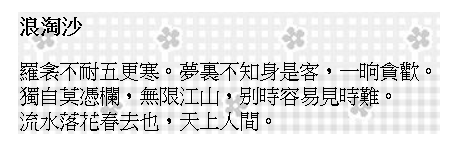 浪淘沙
羅衾不耐五更寒。夢裏不知身是客，一晌貪歡。
獨自莫憑欄，無限江山，別時容易見時難。
流水落花春去也，天上人間。